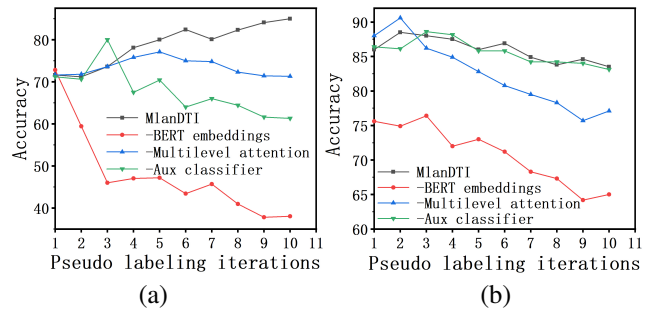 Accuracy
80
70
60
50
40
MlanDTI
-BERT embeddings
-Multilevel attention
-Aux classifier
1 2 3 4 5 6 7 8 9 10 11
Pseudo labeling iterations
(a)
Accuracy
90
85
80
75
70
65
60
MlanDTI
-BERT embeddings
-Multilevel attention
-Aux classifier
1 2 3 4 5 6 7 8 9 10 11
Pseudo labeling iterations
(b)